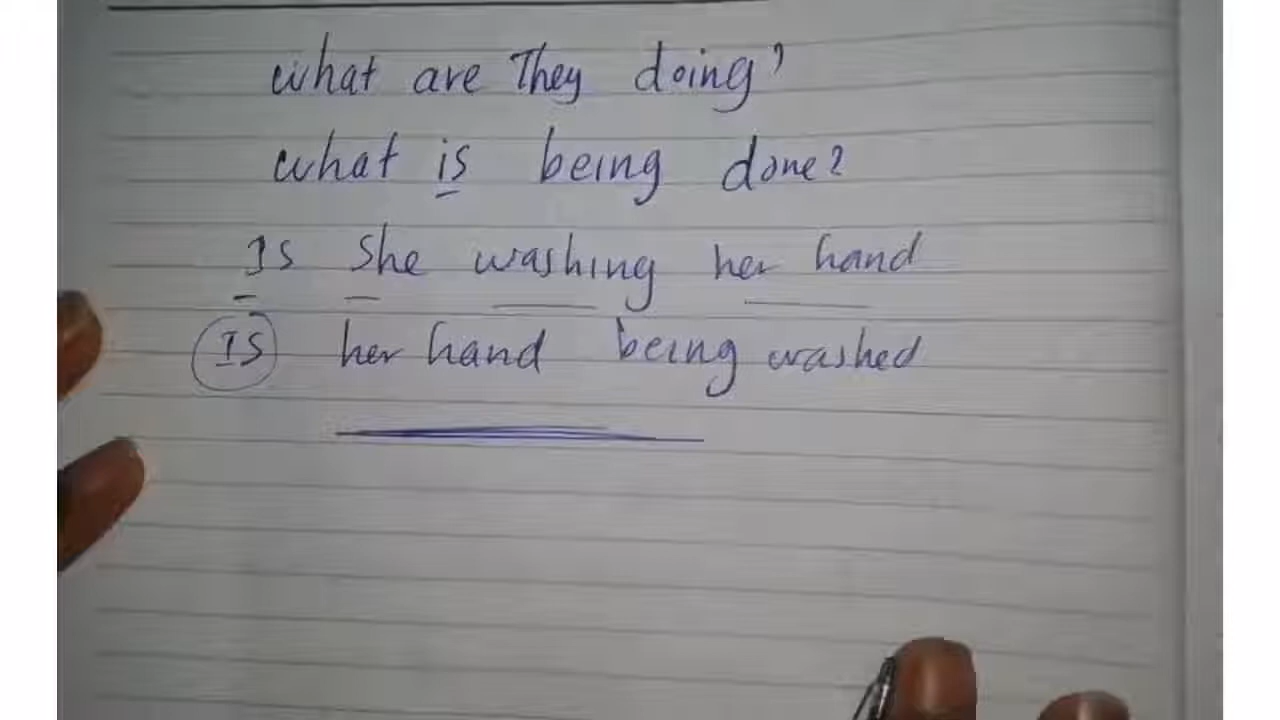 what are They doing?
what is being done?
Is She washing her hand
Is her hand being washed